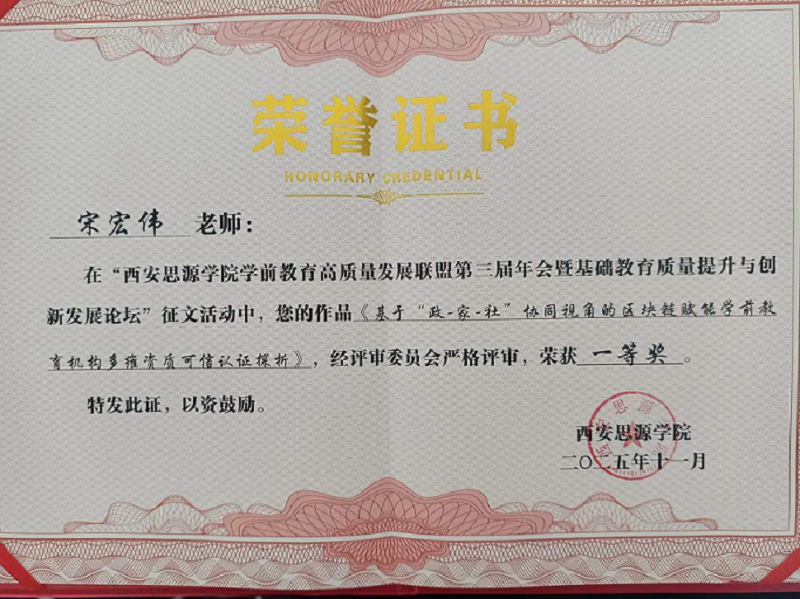 荣誉证书
HONORARY CREDENTIAL
宋宏伟 老师：
在“西安思源学院学前教育高质量发展联盟第三届年会暨基础教育质量提升与创
新发展论坛”征文活动中，您的作品《基于“政-家-社”协同视角的区块链赋能学前教
育机构多维资质可信认证探析》，经评审委员会严格评审，荣获 一等奖 。
特发此证，以资鼓励。
西安思源学院
二〇二五年十一月